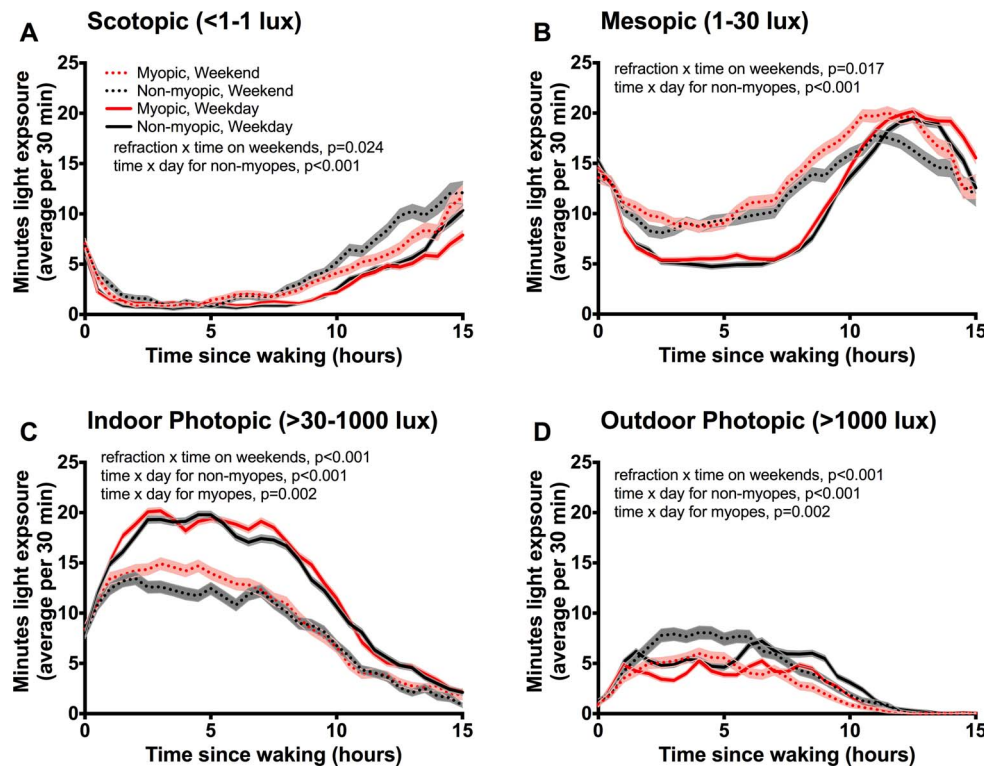 A
Scotopic (<1-1 lux)
Minutes light expsoure
(average per 30 min)
25
20
15
10
5
0
Myopic, Weekend
Non-myopic, Weekend
Myopic, Weekday
Non-myopic, Weekday
refraction x time on weekends, p=0.024
time x day for non-myopes, p<0.001
0
5
10
15
Time since waking (hours)
B
Mesopic (1-30 lux)
Minutes light expsoure
(average per 30 min)
25
20
15
10
5
0
refraction x time on weekends, p=0.017
time x day for non-myopes, p<0.001
0
5
10
15
Time since waking (hours)
C
Indoor Photopic (>30-1000 lux)
Minutes light expsoure
(average per 30 min)
25
20
15
10
5
0
refraction x time on weekends, p<0.001
time x day for non-myopes, p<0.001
time x day for myopes, p=0.002
0
5
10
15
Time since waking (hours)
D
Outdoor Photopic (>1000 lux)
Minutes light expsoure
(average per 30 min)
25
20
15
10
5
0
refraction x time on weekends, p<0.001
time x day for non-myopes, p<0.001
time x day for myopes, p=0.002
0
5
10
15
Time since waking (hours)